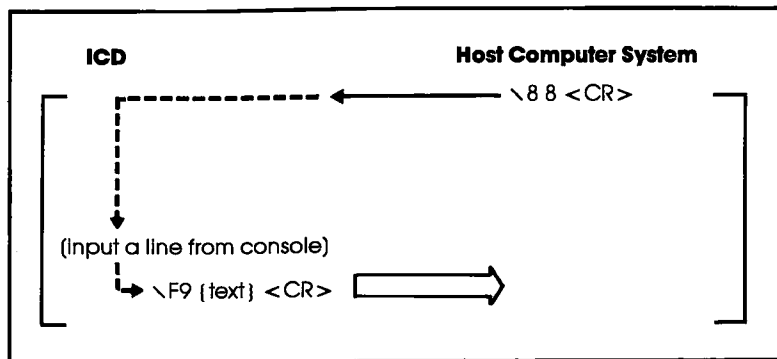 ICD Host Computer System
\8 8 <CR>
(Input a line from console)
\F9 {text} <CR>